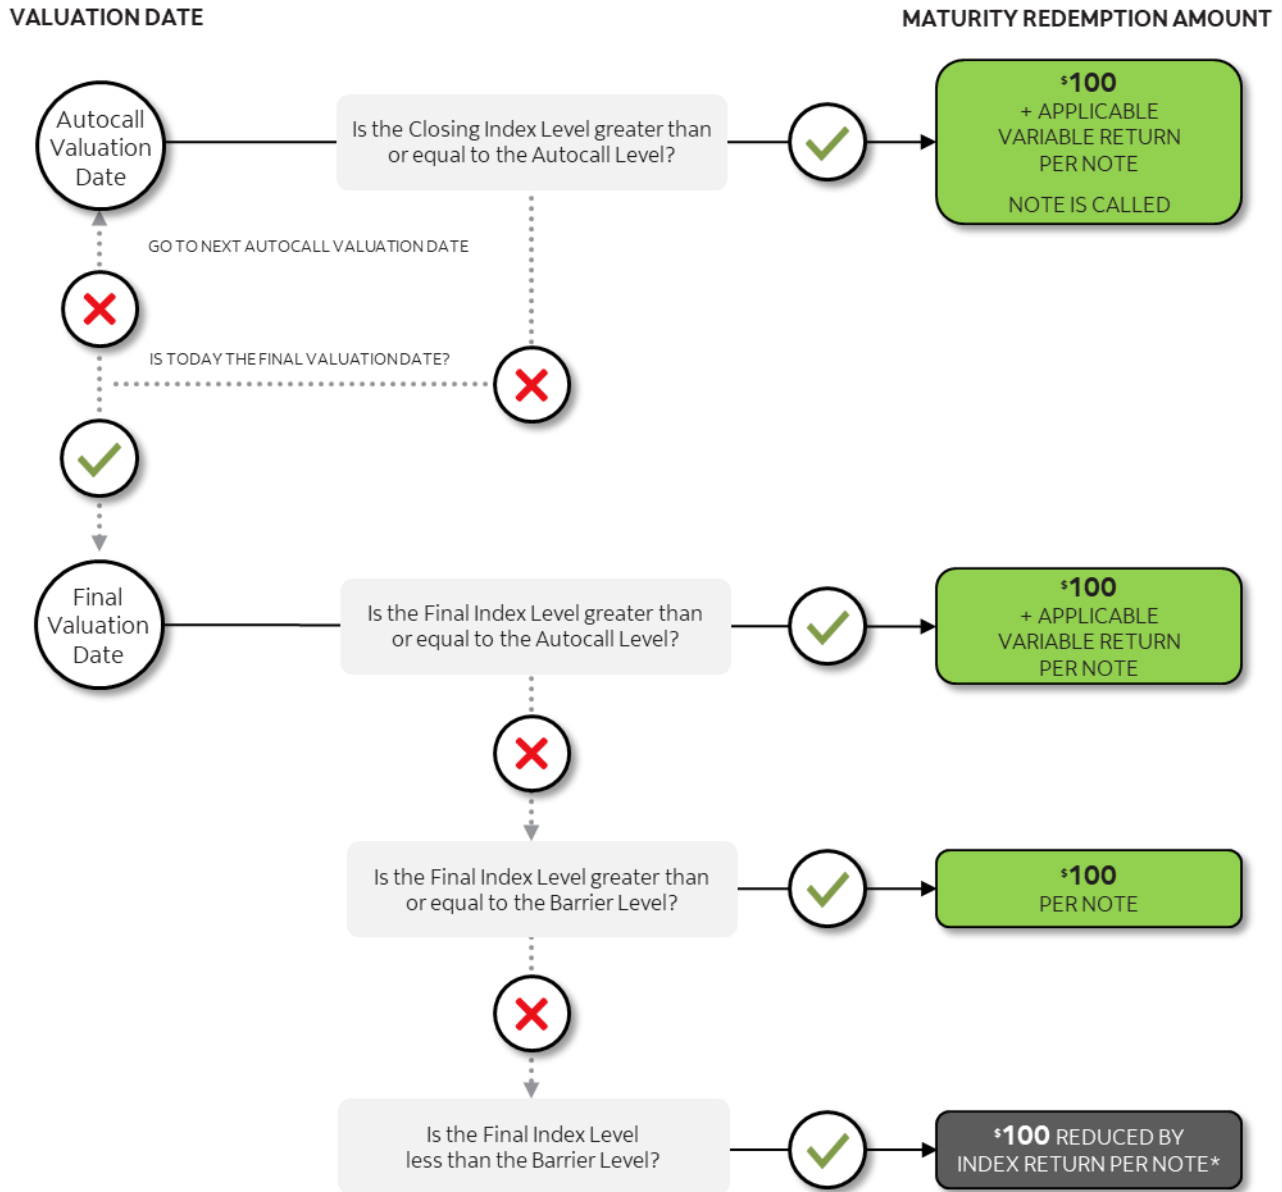 VALUATION DATE
MATURITY REDEMPTION AMOUNT
Autocall
Valuation
Date
Is the Closing Index Level greater than
or equal to the Autocall Level?
$100
+ APPLICABLE
VARIABLE RETURN
PER NOTE
NOTE IS CALLED
GO TO NEXT AUTOCALL VALUATION DATE
IS TODAY THE FINAL VALUATION DATE?
Final
Valuation
Date
Is the Final Index Level greater than
or equal to the Autocall Level?
$100
+ APPLICABLE
VARIABLE RETURN
PER NOTE
Is the Final Index Level greater than
or equal to the Barrier Level?
$100
PER NOTE
Is the Final Index Level
less than the Barrier Level?
$100 REDUCED BY
INDEX RETURN PER NOTE*